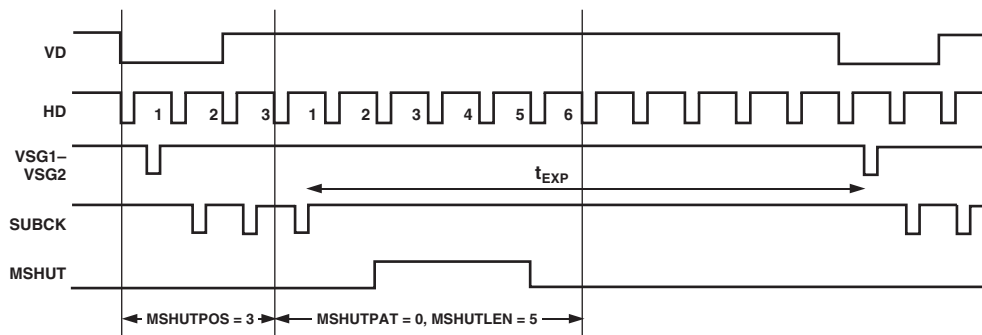 VD
HD
1 2 3 1 2 3 4 5 6
VSG1–
VSG2
tEXP
SUBCK
MSHUT
MSHUTPOS = 3
MSHUTPAT = 0, MSHUTLEN = 5